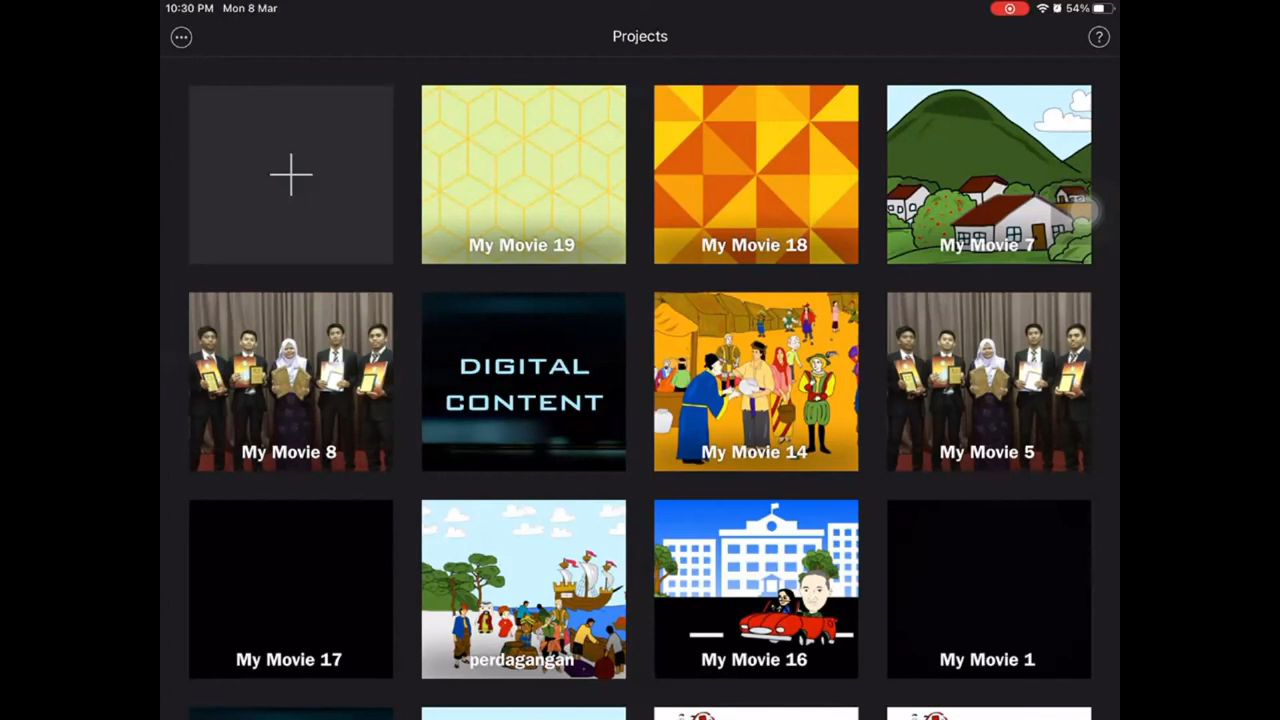 10:30 PM Mon 8 Mar
54%
Projects
?
My Movie 19
My Movie 18
My Movie 7
My Movie 8
DIGITAL
CONTENT
My Movie 14
My Movie 5
My Movie 17
perdagangan
My Movie 16
My Movie 1